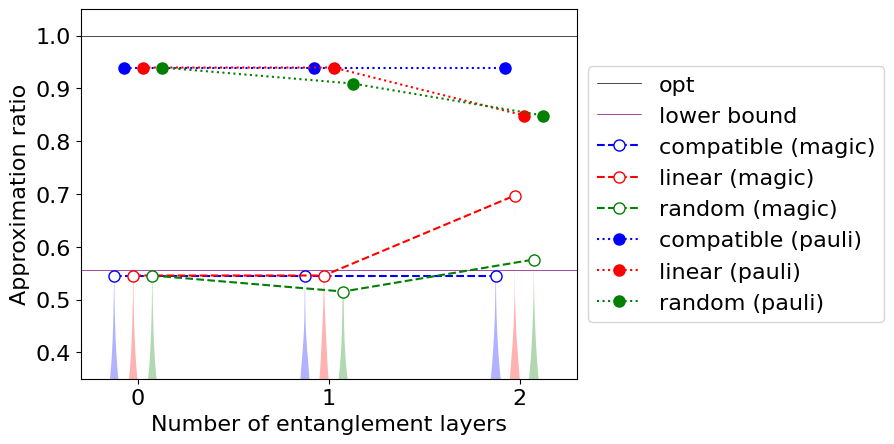 1.0
0.9
0.8
0.7
0.6
0.5
0.4
Approximation ratio
0 1 2
Number of entanglement layers
opt
lower bound
compatible (magic)
linear (magic)
random (magic)
compatible (pauli)
linear (pauli)
random (pauli)